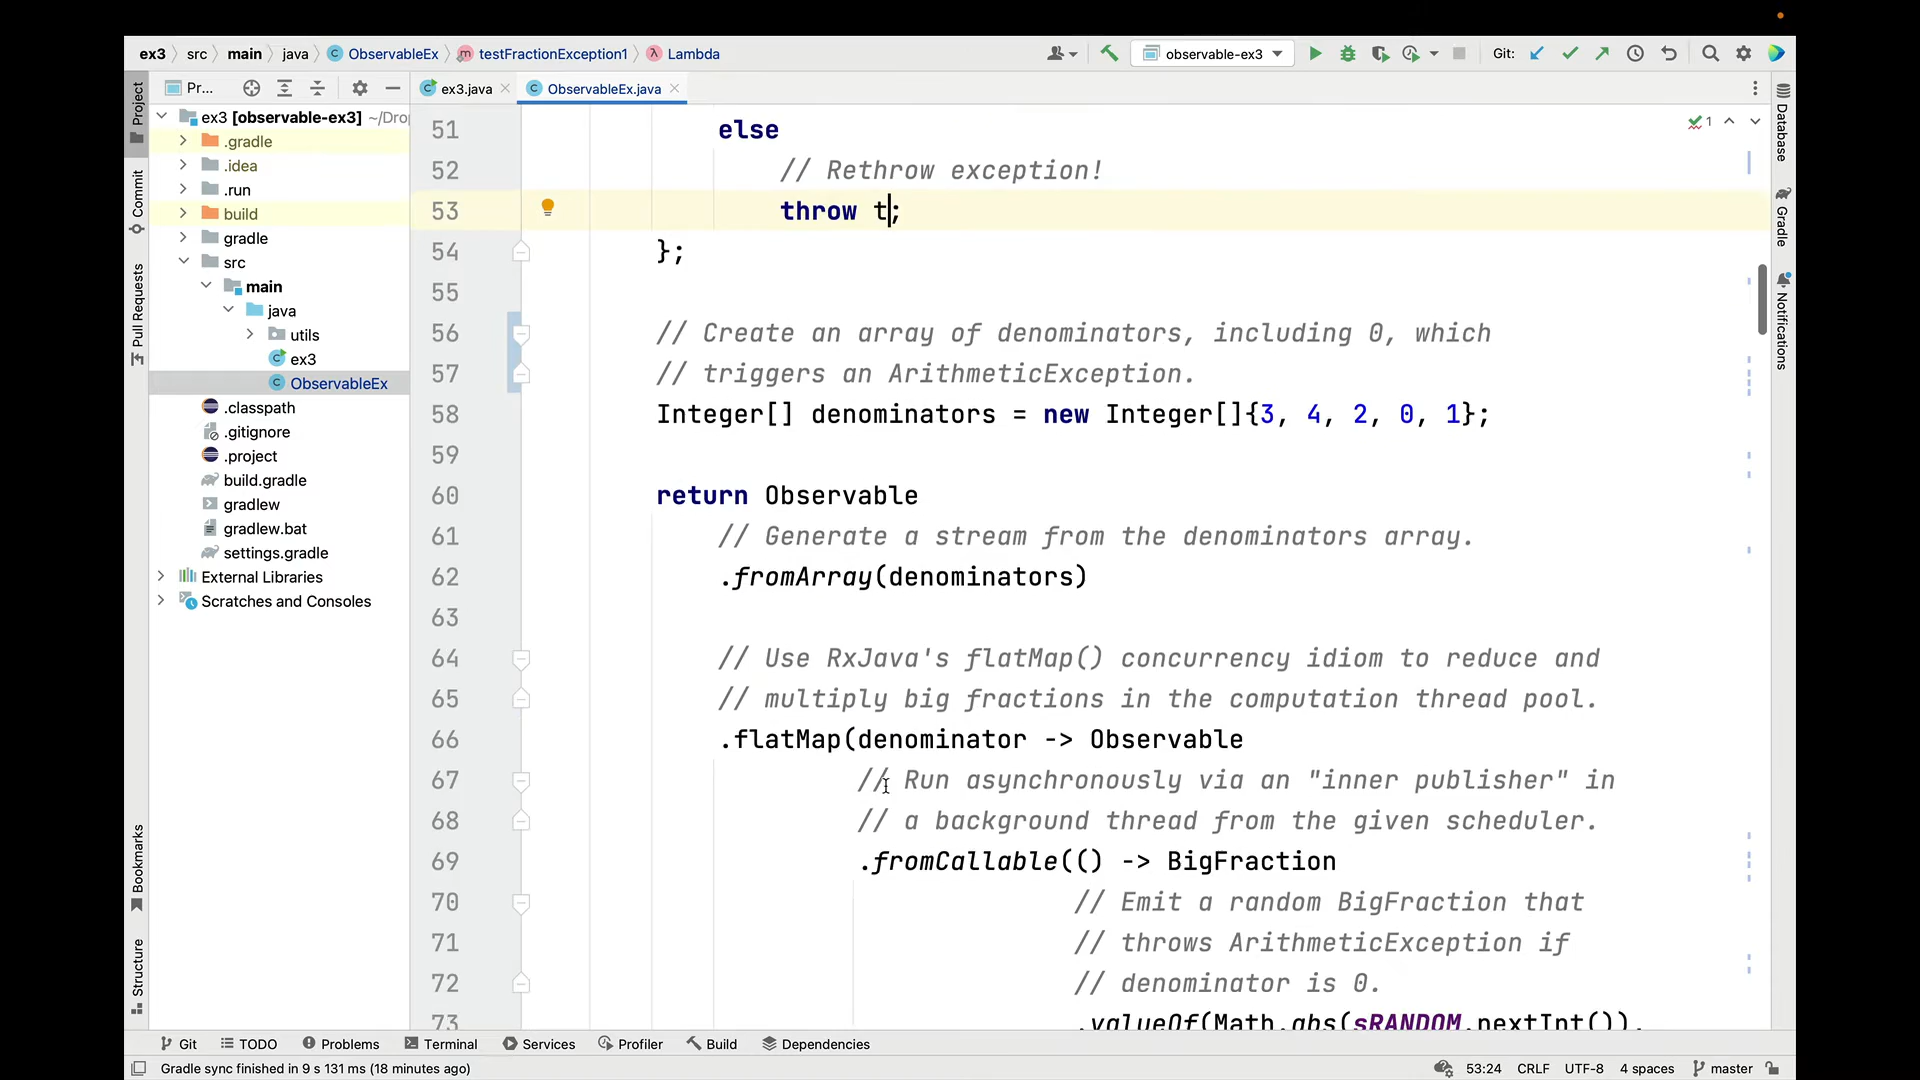 ex3 src main java ObservableEx testFractionException1 Lambda observable-ex3 Git:
Pr... ex3.java ObservableEx.java
Project
Commit
Pull Requests
Bookmarks
Structure
ex3 [observable-ex3] ~/Dro
.gradle
.idea
.run
build
gradle
src
main
java
utils
ex3
ObservableEx
.classpath
.gitignore
.project
build.gradle
gradlew
gradlew.bat
settings.gradle
External Libraries
Scratches and Consoles
51 else
52 // Rethrow exception!
53 throw t;
54 };
55
56 // Create an array of denominators, including 0, which
57 // triggers an ArithmeticException.
58 Integer[] denominators = new Integer[]{3, 4, 2, 0, 1};
59
60 return Observable
61 // Generate a stream from the denominators array.
62 .fromArray(denominators)
63
64 // Use RxJava's flatMap() concurrency idiom to reduce and
65 // multiply big fractions in the computation thread pool.
66 .flatMap(denominator -> Observable
67 // Run asynchronously via an "inner publisher" in
68 // a background thread from the given scheduler.
69 .fromCallable(() -> BigFraction
70 // Emit a random BigFraction that
71 // throws ArithmeticException if
72 // denominator is 0.
73 .valueOf(Math.abs(sRANDOM.nextInt()),
1
Database
Gradle
Notifications
Git TODO Problems Terminal Services Profiler Build Dependencies
Gradle sync finished in 9 s 131 ms (18 minutes ago) 53:24 CRLF UTF-8 4 spaces master